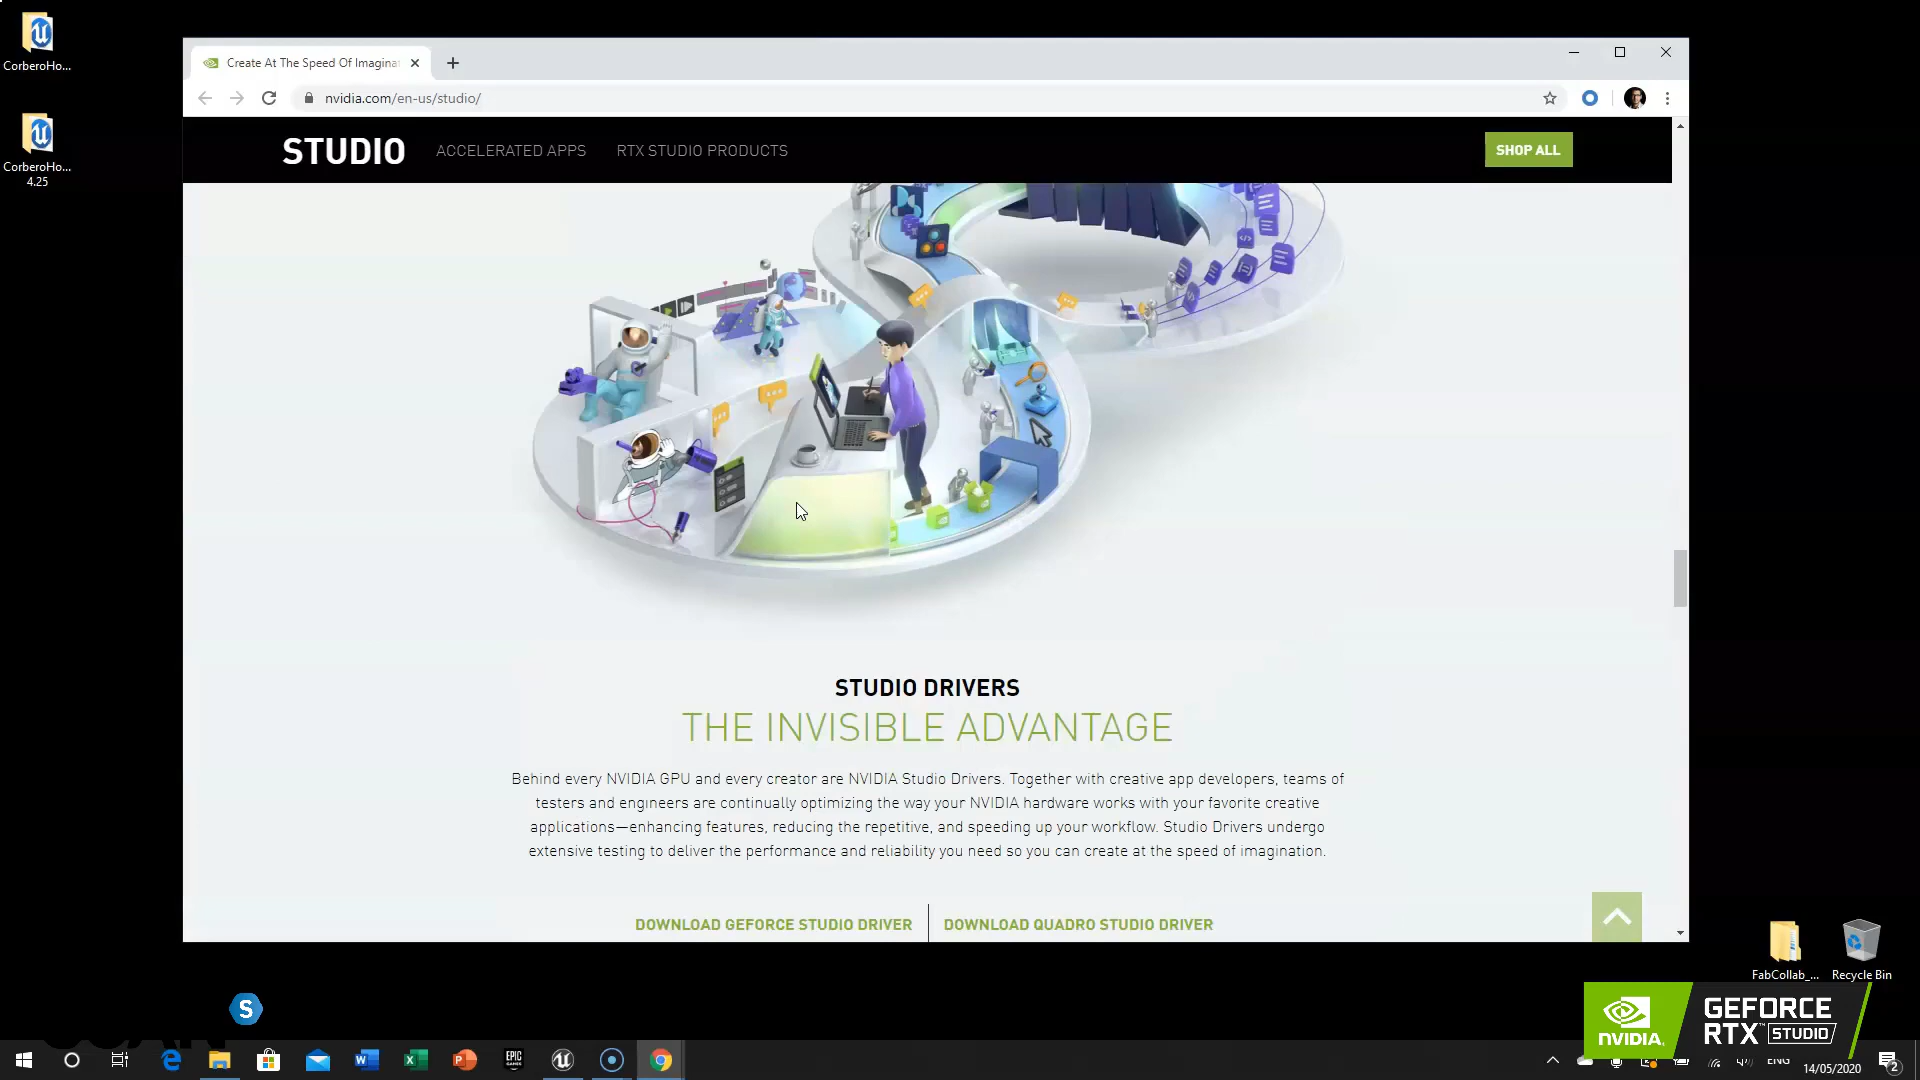 CorberoHo...
CorberoHo...
4.25
Create At The Speed Of Imagina
nvidia.com/en-us/studio/
STUDIO
ACCELERATED APPS
RTX STUDIO PRODUCTS
SHOP ALL
STUDIO DRIVERS
THE INVISIBLE ADVANTAGE
Behind every NVIDIA GPU and every creator are NVIDIA Studio Drivers. Together with creative app developers, teams of
testers and engineers are continually optimizing the way your NVIDIA hardware works with your favorite creative
applications—enhancing features, reducing the repetitive, and speeding up your workflow. Studio Drivers undergo
extensive testing to deliver the performance and reliability you need so you can create at the speed of imagination.
DOWNLOAD GEFORCE STUDIO DRIVER
DOWNLOAD QUADRO STUDIO DRIVER
FabCollab_...
Recycle Bin
S
NVIDIA.
GEFORCE
RTX™ STUDIO
EPIC
GAMES
ENG
14/05/2020
2